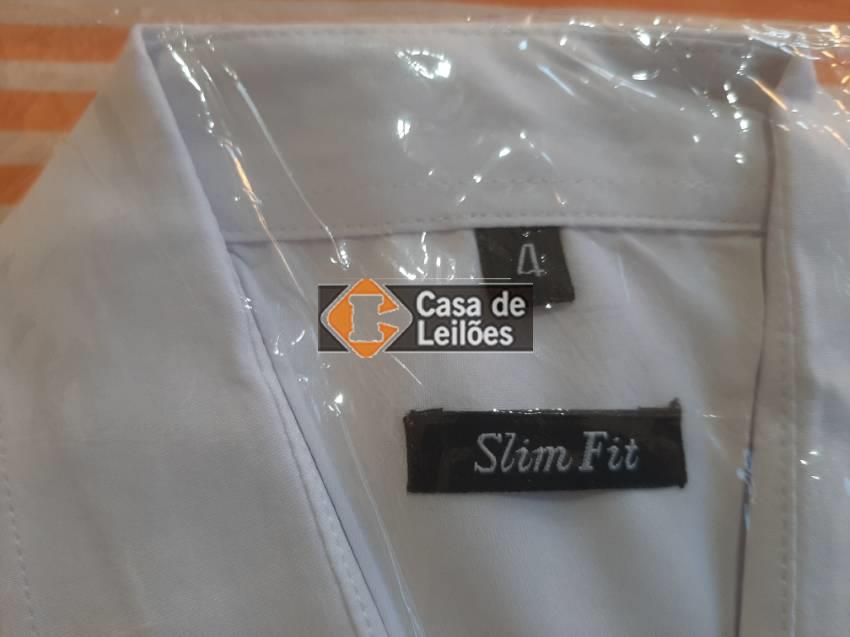 4
Casa de
Leilões
Slim Fit